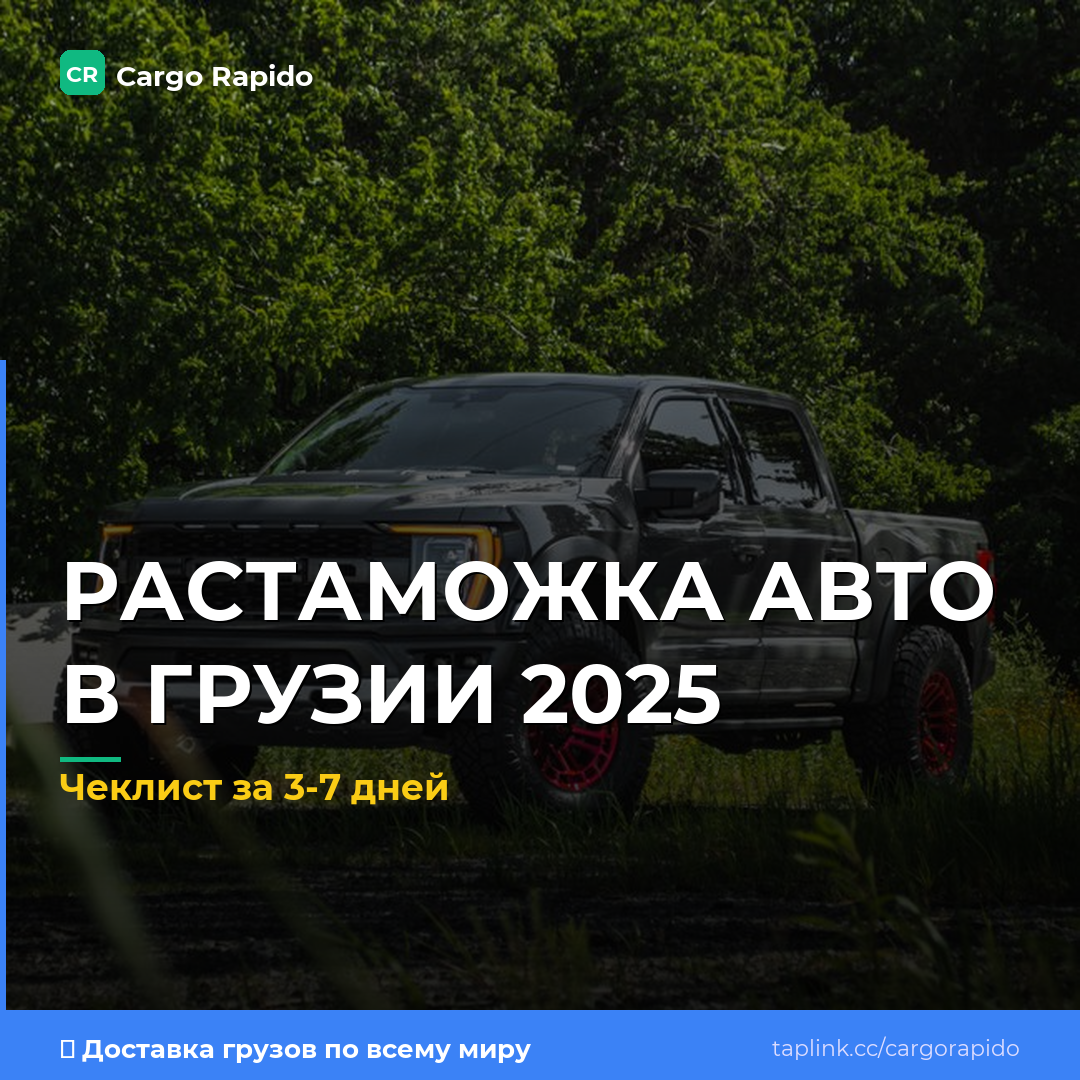 CR Cargo Rapido
РАСТАМОЖКА АВТО
В ГРУЗИИ 2025
Чеклист за 3-7 дней
Доставка грузов по всему миру
taplink.cc/cargorapido